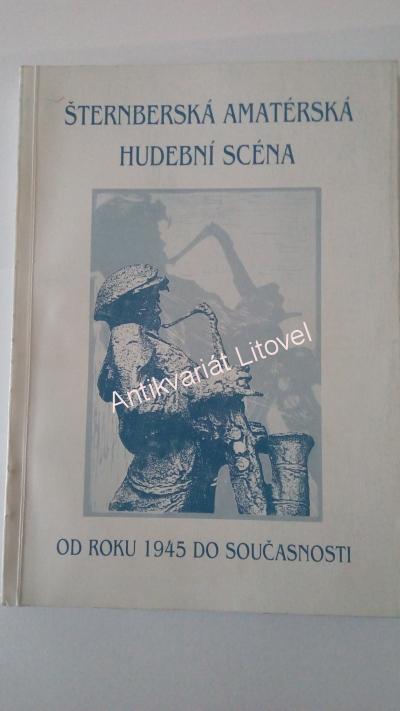 ŠTERNBERSKÁ AMATÉRSKÁ
HUDEBNÍ SCÉNA
Antikvariát Litovel
OD ROKU 1945 DO SOUČASNOSTI